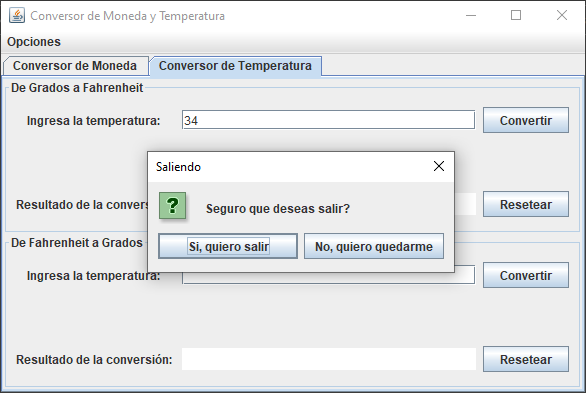 Conversor de Moneda y Temperatura
Opciones
Conversor de Moneda
Conversor de Temperatura
De Grados a Fahrenheit
Ingresa la temperatura:
34
Convertir
Saliendo
Seguro que deseas salir?
Si, quiero salir
No, quiero quedarme
Resultado de la
Resetear
De Fahrenheit a Grados
Ingresa la temperatura:
Convertir
Resultado de la conversión:
Resetear